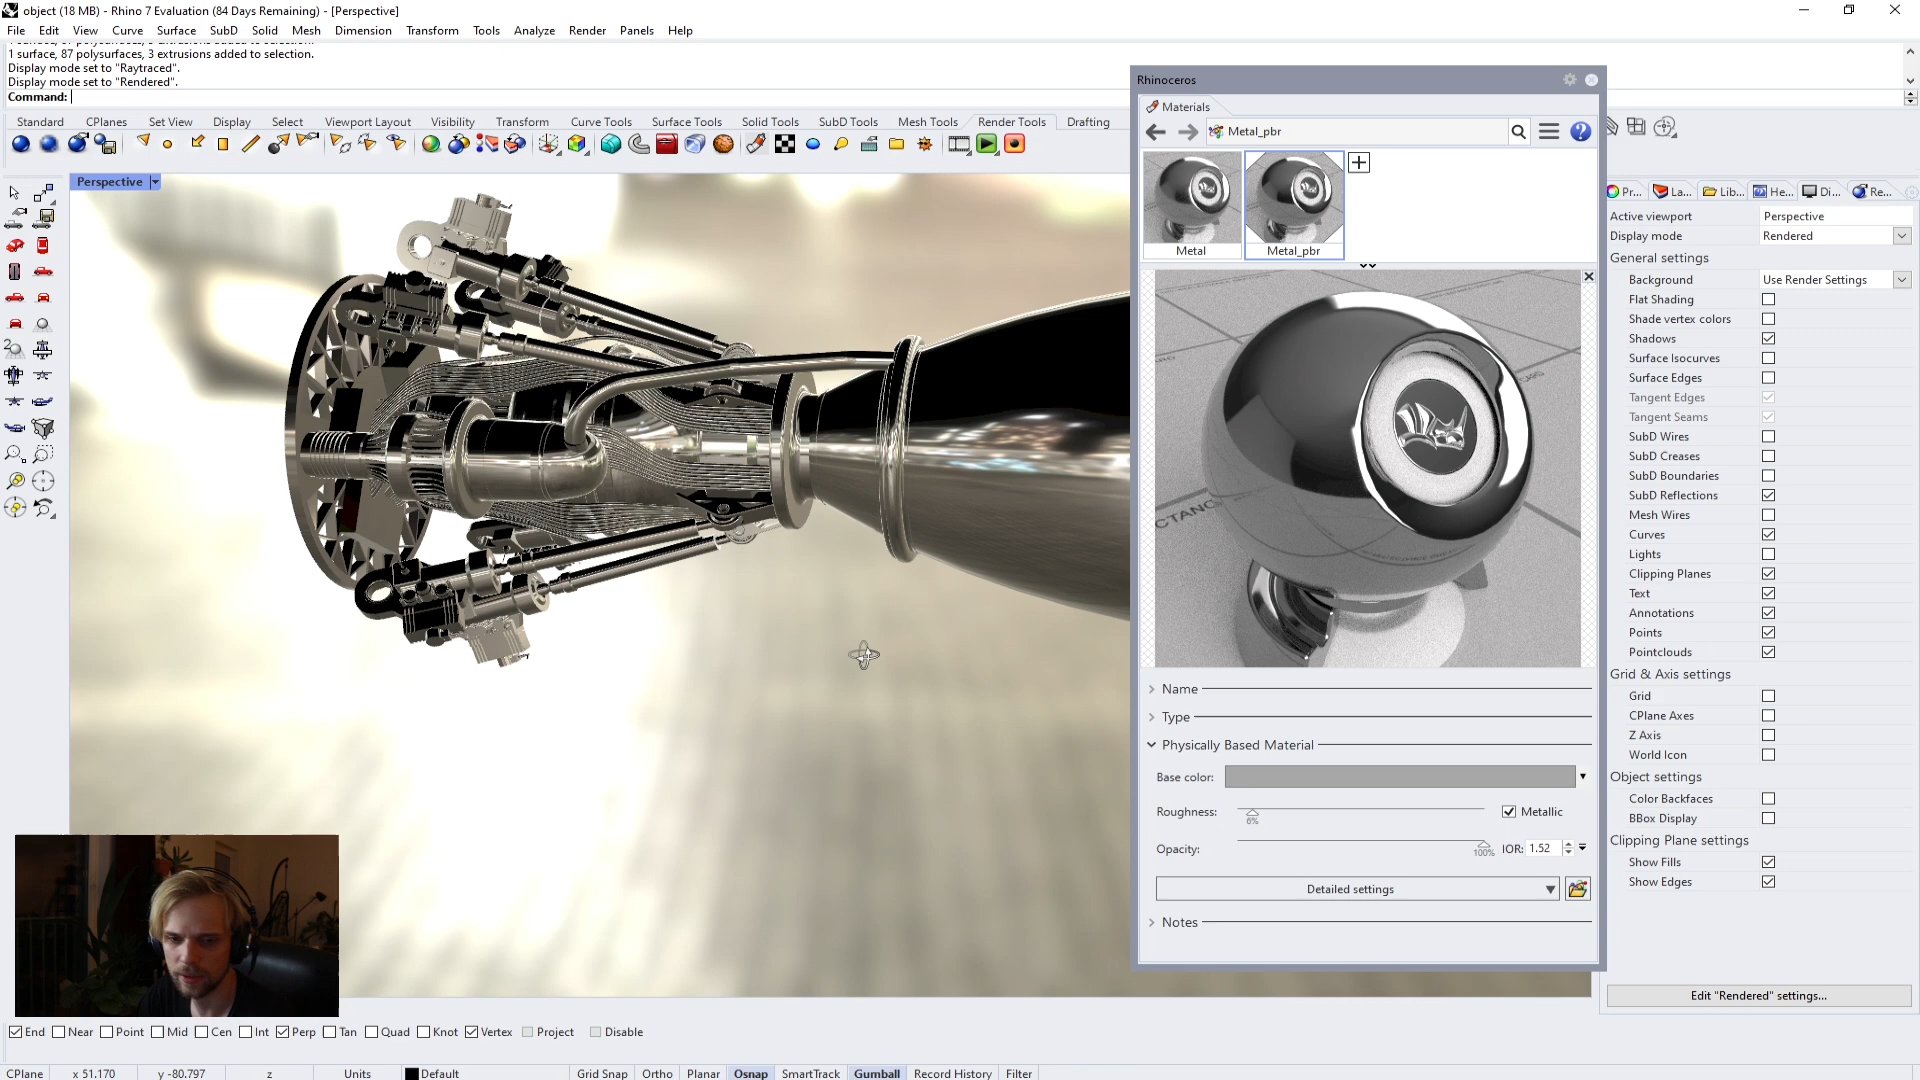 object (18 MB) - Rhino 7 Evaluation (84 Days Remaining) - [Perspective]
File Edit View Curve Surface SubD Solid Mesh Dimension Transform Tools Analyze Render Panels Help
1 surface, 87 polysurfaces, 3 extrusions added to selection.
Display mode set to "Raytraced".
Display mode set to "Rendered".
Command:
Standard CPlanes Set View Display Select Viewport Layout Visibility Transform Curve Tools Surface Tools Solid Tools SubD Tools Mesh Tools Render Tools Drafting
Perspective
Rhinoceros
Materials
Metal_pbr
Metal
Metal_pbr
Name
Type
Physically Based Material
Base color:
Roughness:
6%
Metallic
Opacity:
100%
IOR: 1.52
Detailed settings
Notes
Pr... La... Lib... He... Di... Re...
Active viewport Perspective
Display mode Rendered
General settings
Background Use Render Settings
Flat Shading
Shade vertex colors
Shadows
Surface Isocurves
Surface Edges
Tangent Edges
Tangent Seams
SubD Wires
SubD Creases
SubD Boundaries
SubD Reflections
Mesh Wires
Curves
Lights
Clipping Planes
Text
Annotations
Points
Pointclouds
Grid & Axis settings
Grid
CPlane Axes
Z Axis
World Icon
Object settings
Color Backfaces
BBox Display
Clipping Plane settings
Show Fills
Show Edges
Edit "Rendered" settings...
End Near Point Mid Cen Int Perp Tan Quad Knot Vertex Project Disable
CPlane x 51.170 y -80.797 z Units Default Grid Snap Ortho Planar Osnap SmartTrack Gumball Record History Filter